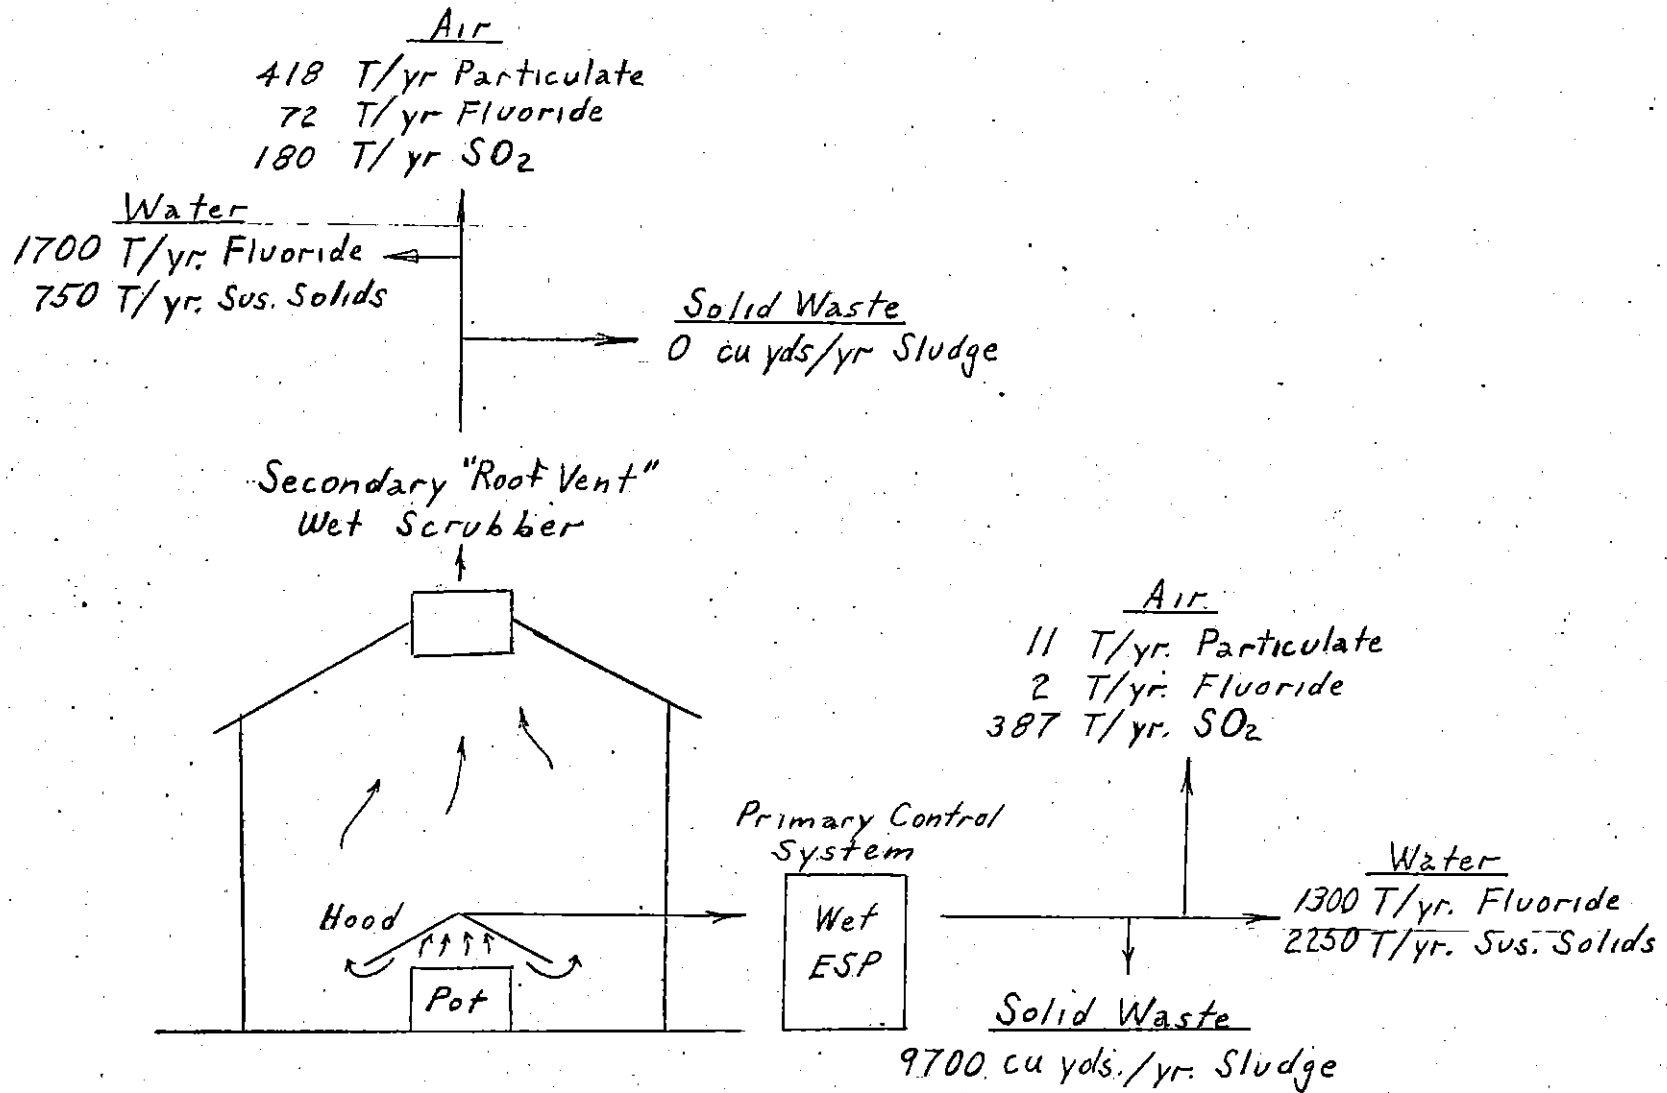 Air
418 T/yr Particulate
72 T/yr Fluoride
180 T/yr SO2
Water
1700 T/yr. Fluoride
750 T/yr. Sus. Solids
Solid Waste
0 cu yds/yr Sludge
Secondary "Roof Vent"
Wet Scrubber
Air
11 T/yr. Particulate
2 T/yr. Fluoride
387 T/yr. SO2
Primary Control
System
Water
1300 T/yr. Fluoride
2250 T/yr. Sus. Solids
Hood
Wet
ESP
Pot
Solid Waste
9700 cu yds./yr. Sludge